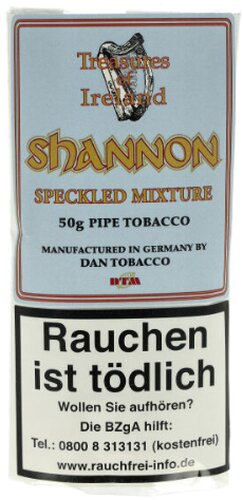 Treasures
of
Ireland
Shannon
SPECKLED MIXTURE
50g PIPE TOBACCO
MANUFACTURED IN GERMANY BY
DAN TOBACCO
DTM
Rauchen
ist tödlich
Wollen Sie aufhören?
Die BZgA hilft:
Tel.: 0800 8 313131 (kostenfrei)
www.rauchfrei-info.de